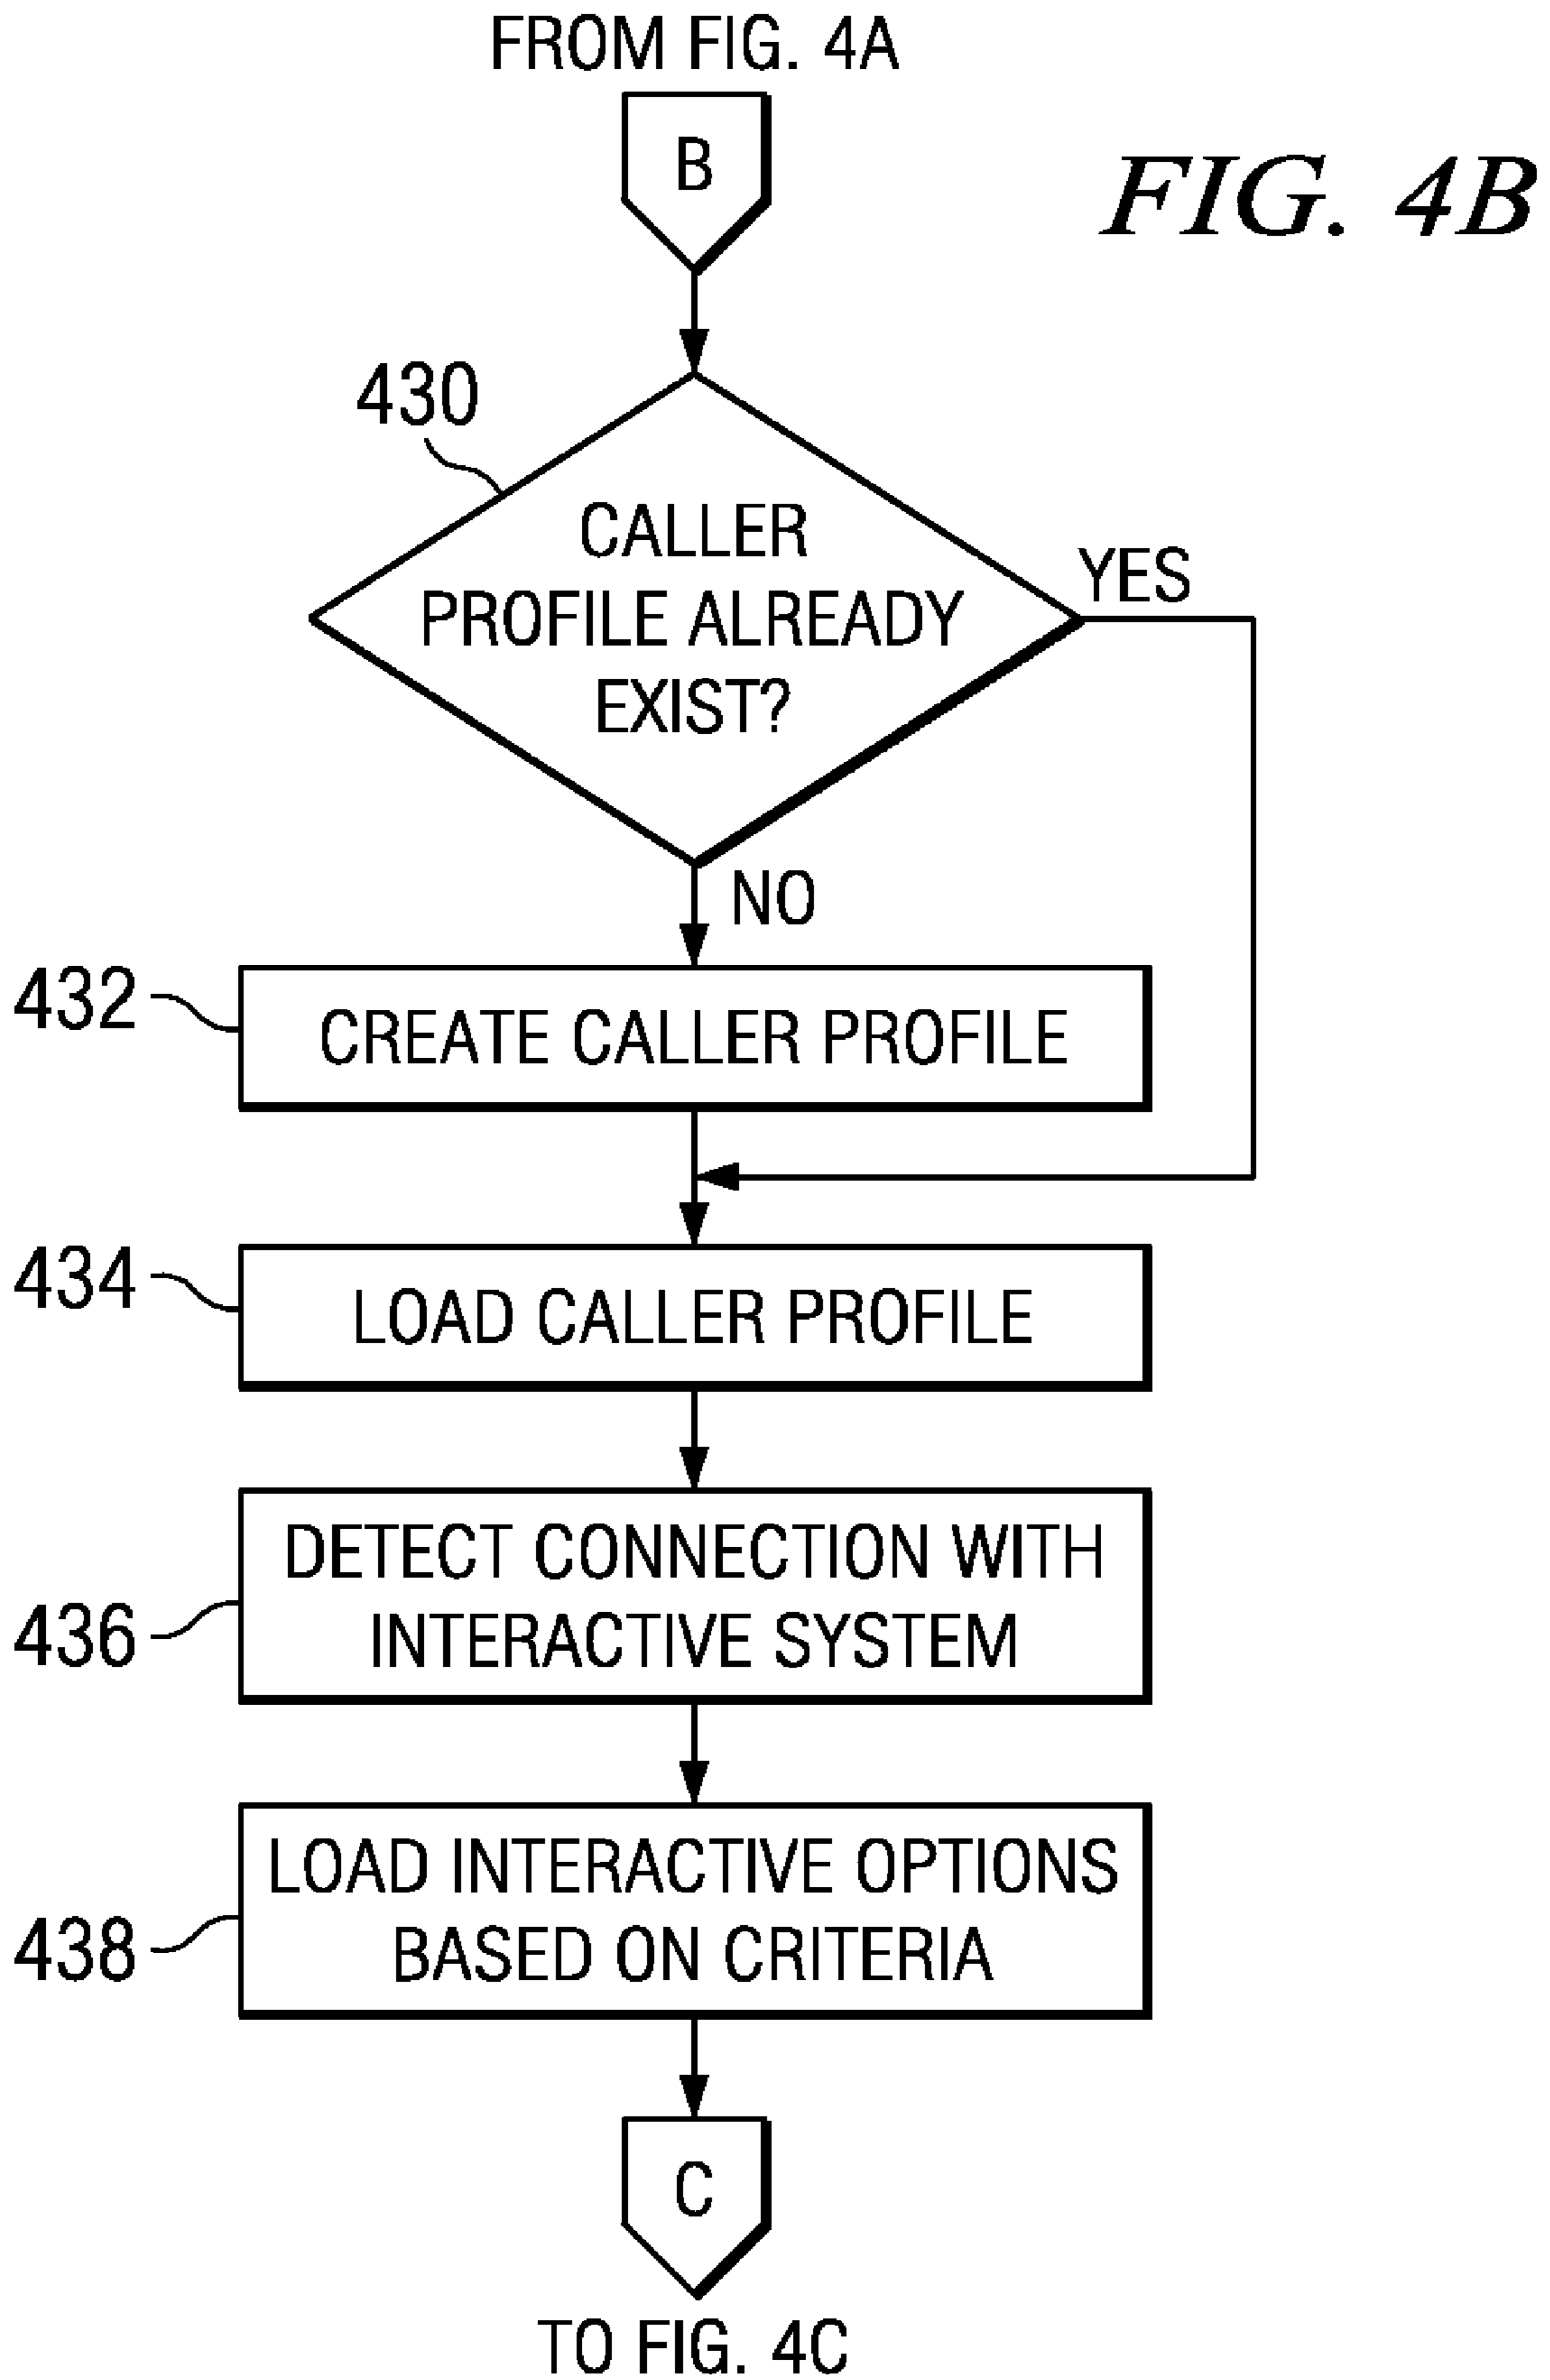 FROM FIG. 4A
B
FIG. 4B
430
CALLER
PROFILE ALREADY
EXIST?
YES
NO
432
CREATE CALLER PROFILE
434
LOAD CALLER PROFILE
DETECT CONNECTION WITH
INTERACTIVE SYSTEM
436
LOAD INTERACTIVE OPTIONS
BASED ON CRITERIA
438
C
TO FIG. 4C